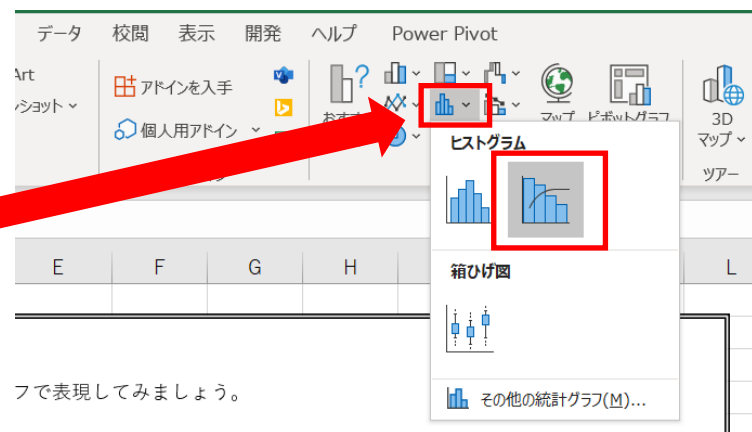 データ 校閲 表示 開発 ヘルプ Power Pivot
Art
アドインを入手
ショット
個人用アドイン
マップ ピボットグラフ
3D
マップ
ツアー
ヒストグラム
E F G H L
箱ひげ図
フで表現してみましょう。
その他の統計グラフ(M)...